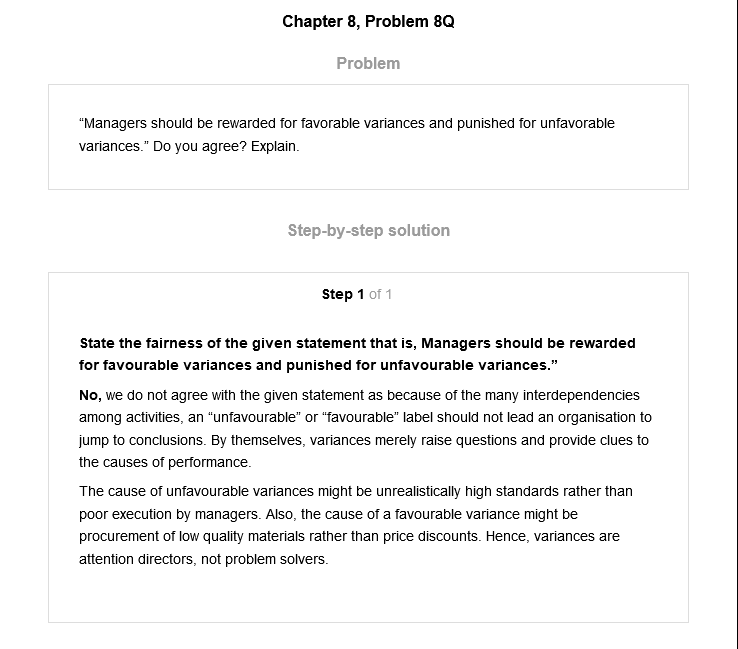 Chapter 8, Problem 8Q
Problem
“Managers should be rewarded for favorable variances and punished for unfavorable
variances.” Do you agree? Explain.
Step-by-step solution
Step 1 of 1
State the fairness of the given statement that is, Managers should be rewarded
for favourable variances and punished for unfavourable variances.”
No, we do not agree with the given statement as because of the many interdependencies
among activities, an “unfavourable” or “favourable” label should not lead an organisation to
jump to conclusions. By themselves, variances merely raise questions and provide clues to
the causes of performance.
The cause of unfavourable variances might be unrealistically high standards rather than
poor execution by managers. Also, the cause of a favourable variance might be
procurement of low quality materials rather than price discounts. Hence, variances are
attention directors, not problem solvers.